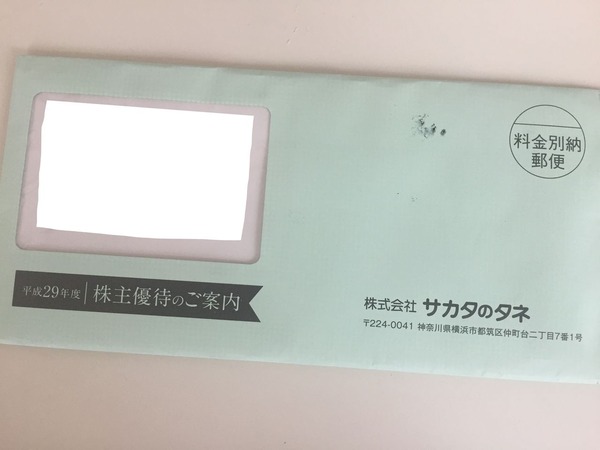 料金別納
郵便
平成29年度 株主優待のご案内
株式会社 サカタのタネ
〒224-0041 神奈川県横浜市都筑区仲町台二丁目7番1号